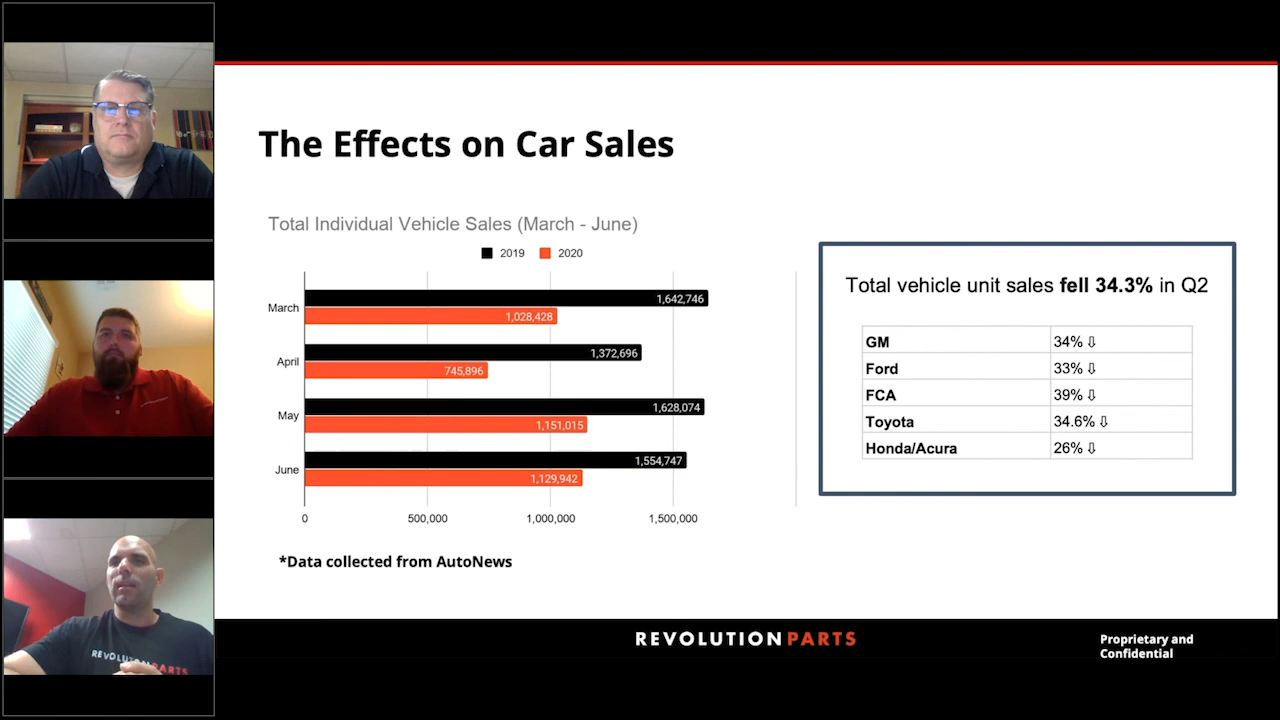 The Effects on Car Sales
Total Individual Vehicle Sales (March - June)
2019 2020
March 1,642,746
1,028,428
April 1,372,696
745,896
May 1,628,074
1,151,015
June 1,554,747
1,129,942
0 500,000 1,000,000 1,500,000
*Data collected from AutoNews
Total vehicle unit sales fell 34.3% in Q2
GM 34% ⇩
Ford 33% ⇩
FCA 39% ⇩
Toyota 34.6% ⇩
Honda/Acura 26% ⇩
REVOLUTIONPARTS
REVOLUTIONPARTS
Proprietary and
Confidential